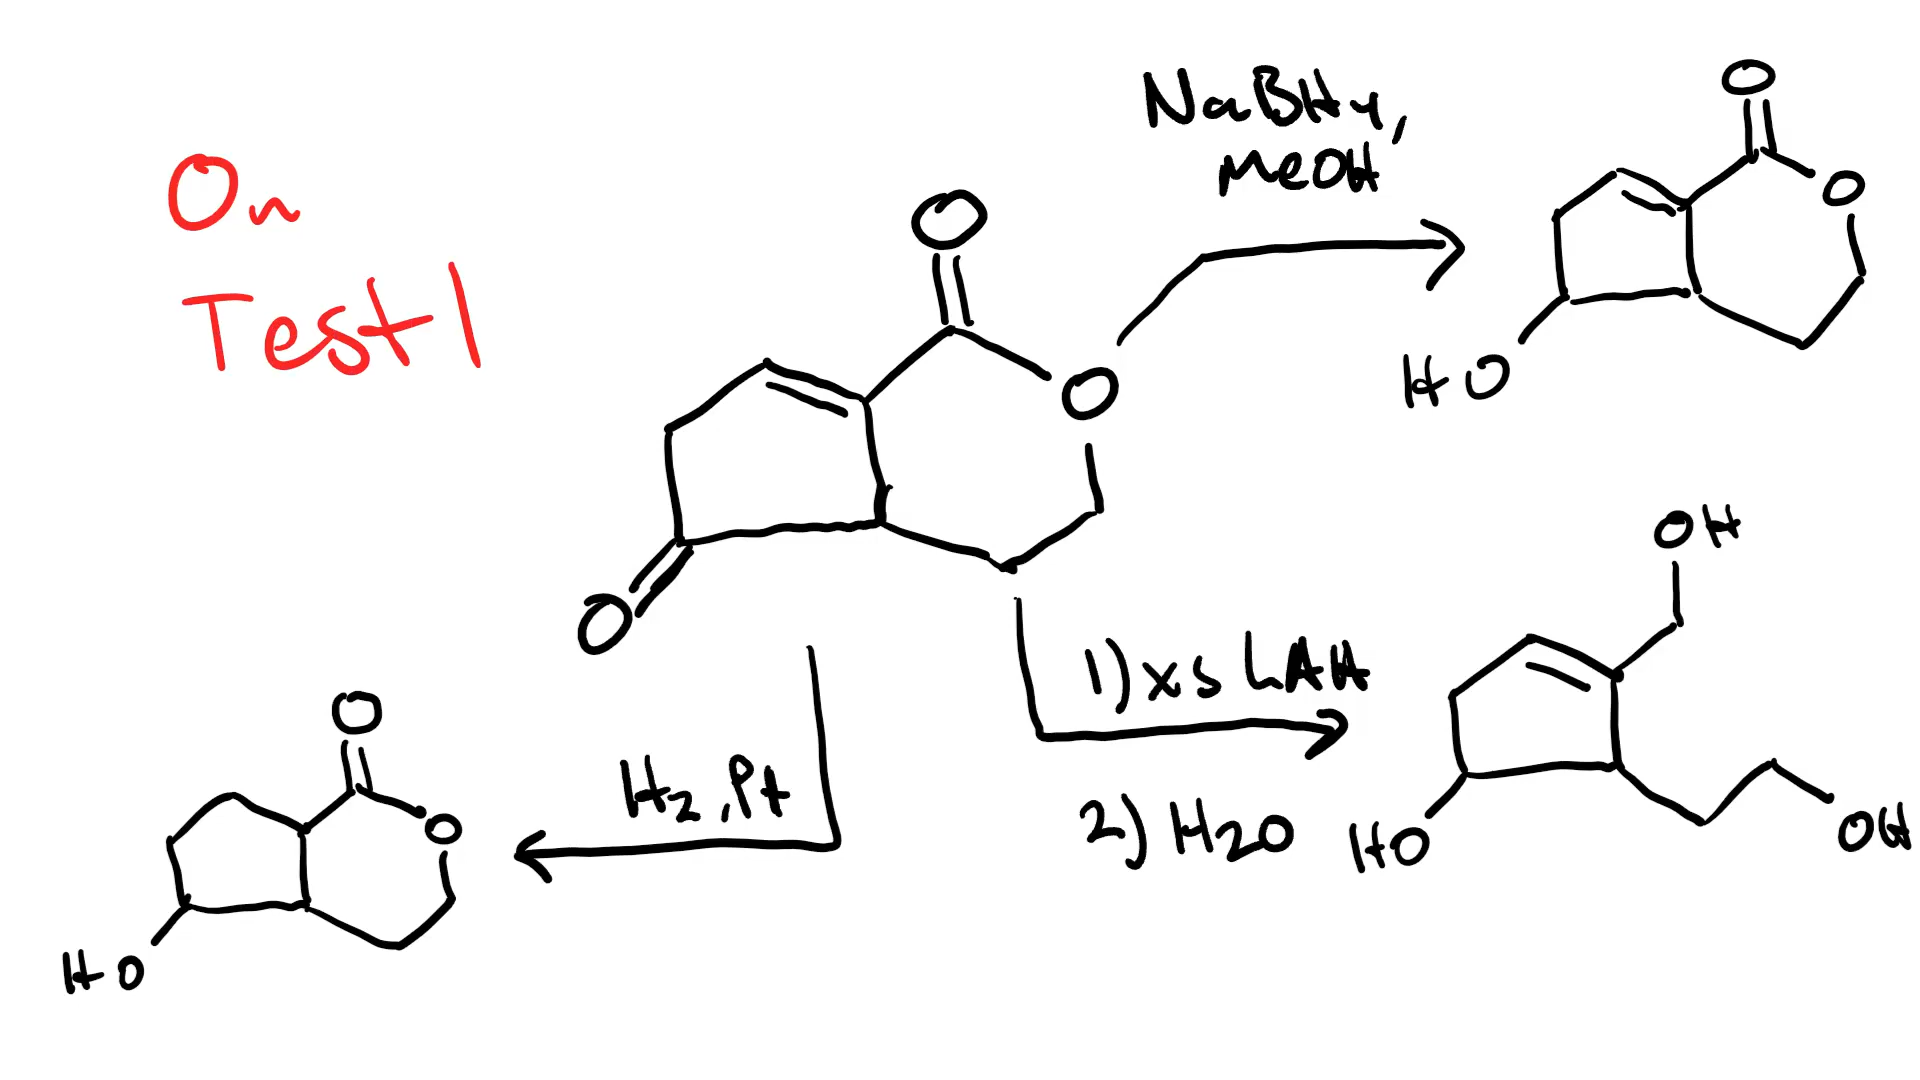 On
Test 1
NaBH4,
MeOH
O
O
HO
O
O
O
1) xs LAH
2) H2O
OH
HO
OH
H2, Pt
O
O
HO